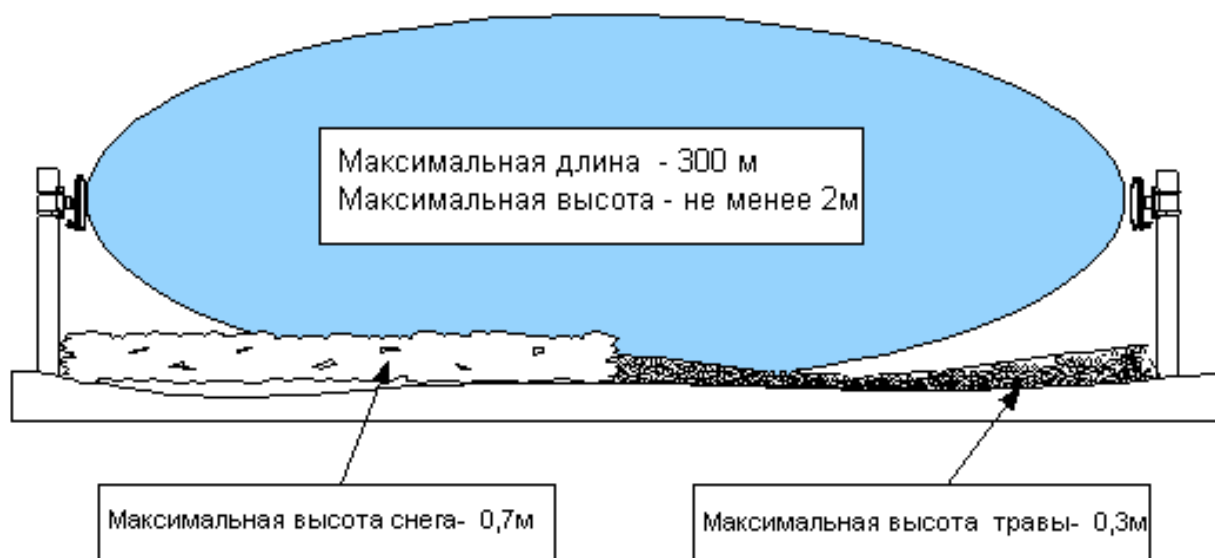 Максимальная длина - 300 м
Максимальная высота - не менее 2м
Максимальная высота снега- 0,7м
Максимальная высота травы- 0,3м